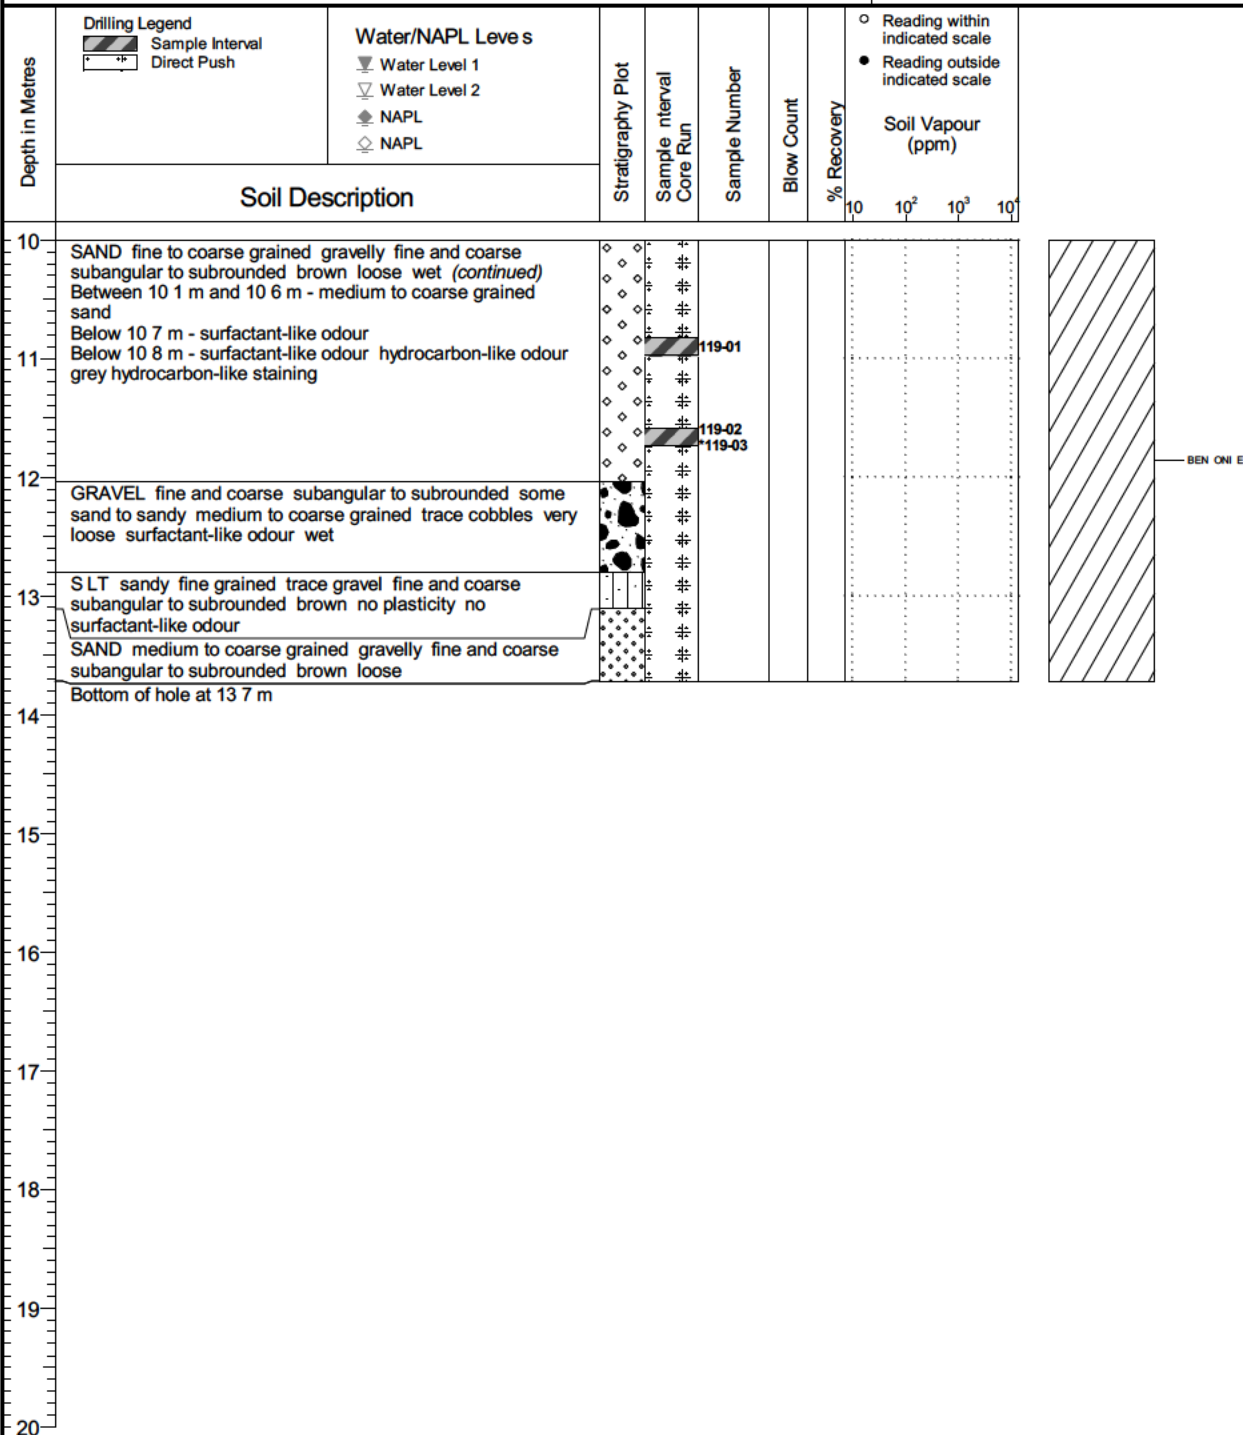 Drilling Legend
Sample Interval
Direct Push
Water/NAPL Leve s
Water Level 1
Water Level 2
NAPL
NAPL
Reading within
indicated scale
Reading outside
indicated scale
Soil Vapour
(ppm)
10 10² 10³ 10⁴
Depth in Metres
Soil Description
Stratigraphy Plot
Sample nterval
Core Run
Sample Number
Blow Count
% Recovery
10
SAND fine to coarse grained gravelly fine and coarse
subangular to subrounded brown loose wet (continued)
Between 10 1 m and 10 6 m - medium to coarse grained
sand
Below 10 7 m - surfactant-like odour
Below 10 8 m - surfactant-like odour hydrocarbon-like odour
grey hydrocarbon-like staining
119-01
11
119-02
*119-03
BEN ONI E
12
GRAVEL fine and coarse subangular to subrounded some
sand to sandy medium to coarse grained trace cobbles very
loose surfactant-like odour wet
S LT sandy fine grained trace gravel fine and coarse
subangular to subrounded brown no plasticity no
surfactant-like odour
13
SAND medium to coarse grained gravelly fine and coarse
subangular to subrounded brown loose
Bottom of hole at 13 7 m
14
15
16
17
18
19
20